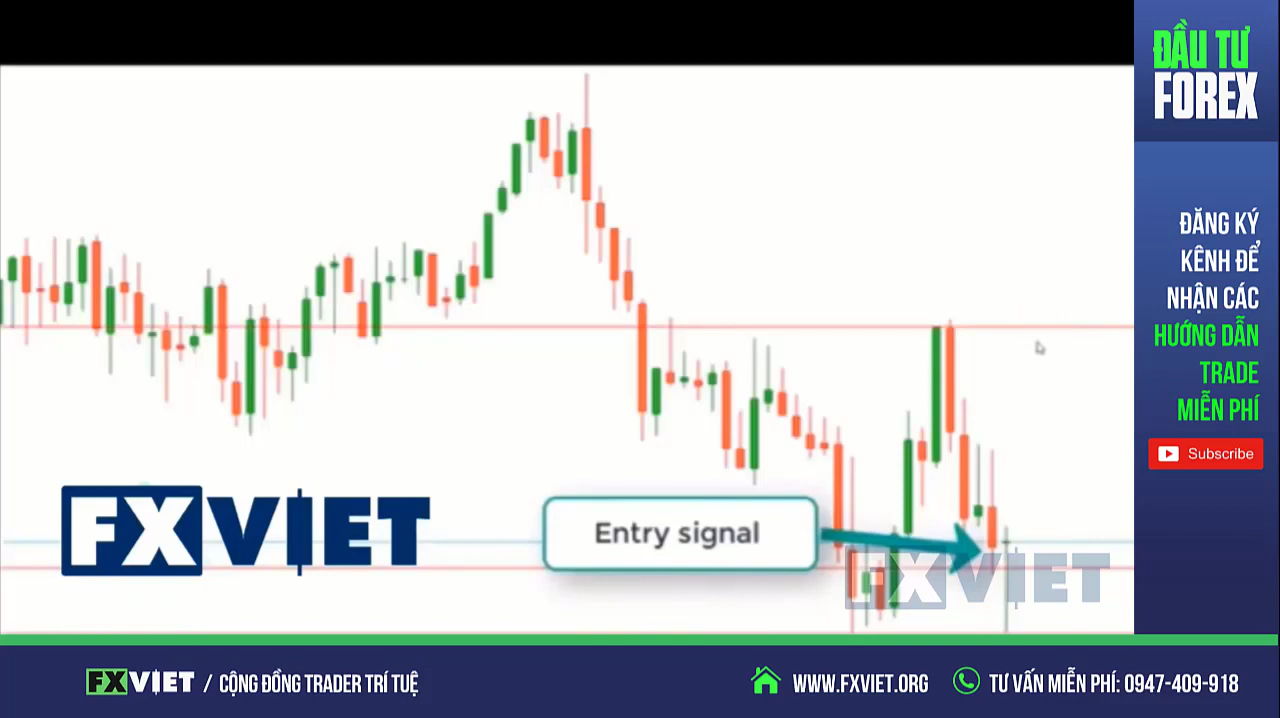 ĐẦU TƯ
FOREX
ĐĂNG KÝ
KÊNH ĐỂ
NHẬN CÁC
HƯỚNG DẪN
TRADE
MIỄN PHÍ
Subscribe
FXVIET
Entry signal
FXVIET
FXVIET / CỘNG ĐỒNG TRADER TRÍ TUỆ
WWW.FXVIET.ORG
TƯ VẤN MIỄN PHÍ: 0947-409-918